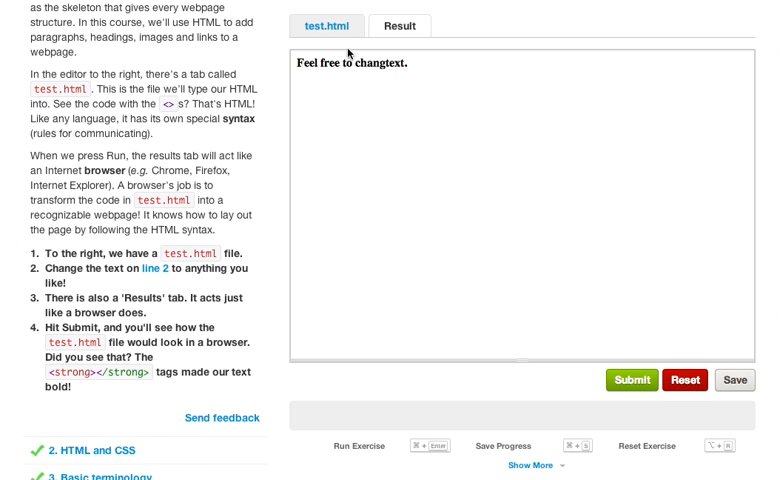 as the skeleton that gives every webpage
structure. In this course, we'll use HTML to add
paragraphs, headings, images and links to a
webpage.
In the editor to the right, there's a tab called
test.html. This is the file we'll type our HTML
into. See the code with the <>s? That's HTML!
Like any language, it has its own special syntax
(rules for communicating).
When we press Run, the results tab will act like
an Internet browser (e.g. Chrome, Firefox,
Internet Explorer). A browser's job is to
transform the code in test.html into a
recognizable webpage! It knows how to lay out
the page by following the HTML syntax.
1. To the right, we have a test.html file.
2. Change the text on line 2 to anything you
like!
3. There is also a 'Results' tab. It acts just
like a browser does.
4. Hit Submit, and you'll see how the
test.html file would look in a browser.
Did you see that? The
<strong></strong> tags made our text
bold!
Send feedback
2. HTML and CSS
3. Basic terminology
test.html
Result
Feel free to changtext.
Submit
Reset
Save
Run Exercise ⌘ + Enter Save Progress ⌘ + S Reset Exercise ⌥ + R
Show More